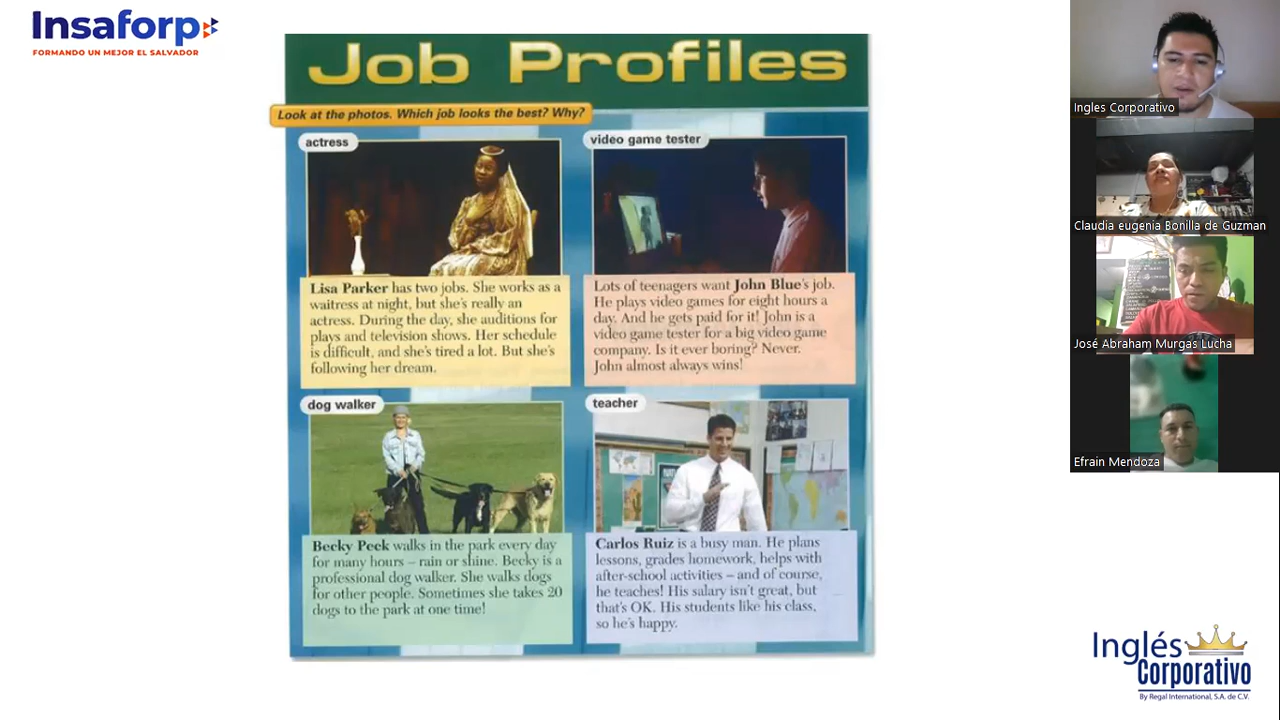 Insaforp
FORMANDO UN MEJOR EL SALVADOR
Job Profiles
Look at the photos. Which job looks the best? Why?
actress
Lisa Parker has two jobs. She works as a
waitress at night, but she's really an
actress. During the day, she auditions for
plays and television shows. Her schedule
is difficult, and she's tired a lot. But she's
following her dream.
video game tester
Lots of teenagers want John Blue's job.
He plays video games for eight hours a
day. And he gets paid for it! John is a
video game tester for a big video game
company. Is it ever boring? Never.
John almost always wins!
dog walker
Becky Peek walks in the park every day
for many hours – rain or shine. Becky is a
professional dog walker. She walks dogs
for other people. Sometimes she takes 20
dogs to the park at one time!
teacher
Carlos Ruiz is a busy man. He plans
lessons, grades homework, helps with
after-school activities – and of course,
he teaches! His salary isn't great, but
that's OK. His students like his class,
so he's happy.
Ingles Corporativo
Claudia eugenia Bonilla de Guzman
José Abraham Murgas Lucha
Efrain Mendoza
Inglés
Corporativo
By Regal International, S.A. de C.V.